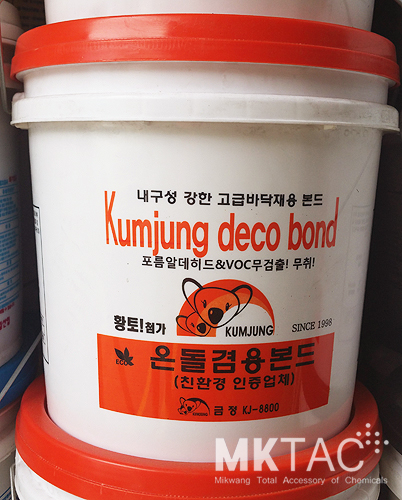 내구성 강한 고급바닥재용 본드
Kumjung deco bond
포름알데히드&VOC무검출! 무취!
황토!첨가
KUMJUNG
SINCE 1998
ECO
온돌겸용본드
(친환경 인증업체)
금정 KJ-8800
MKTAC
Mikwang Total Accessory of Chemicals